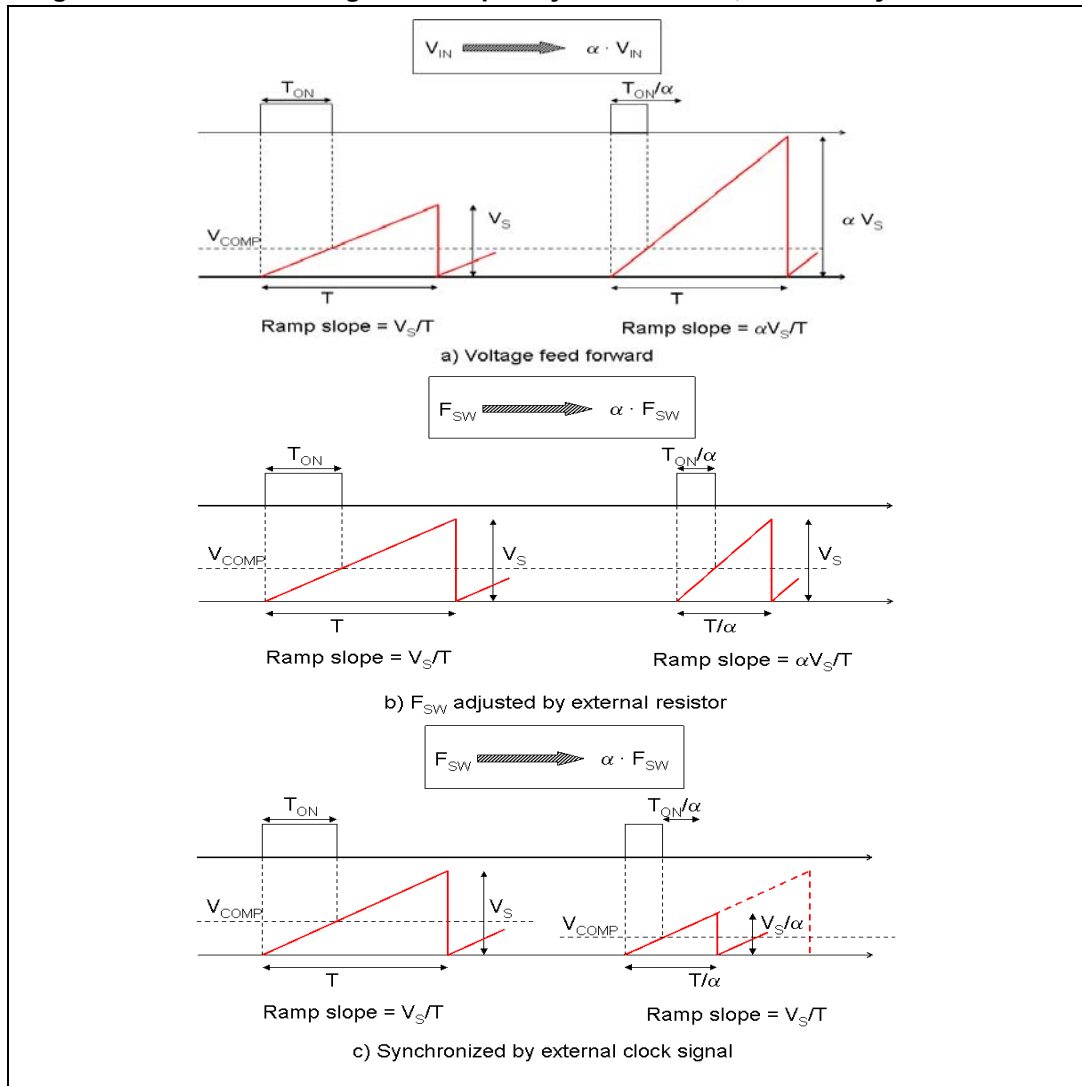 V_IN → α · V_IN
T_ON T_ON/α
V_COMP V_S α V_S
T T
Ramp slope = V_S/T Ramp slope = αV_S/T
a) Voltage feed forward
F_SW → α · F_SW
T_ON T_ON/α
V_COMP V_S V_S
T T/α
Ramp slope = V_S/T Ramp slope = αV_S/T
b) F_SW adjusted by external resistor
F_SW → α · F_SW
T_ON T_ON/α
V_COMP V_S V_COMP V_S/α
T T/α
Ramp slope = V_S/T Ramp slope = V_S/T
c) Synchronized by external clock signal